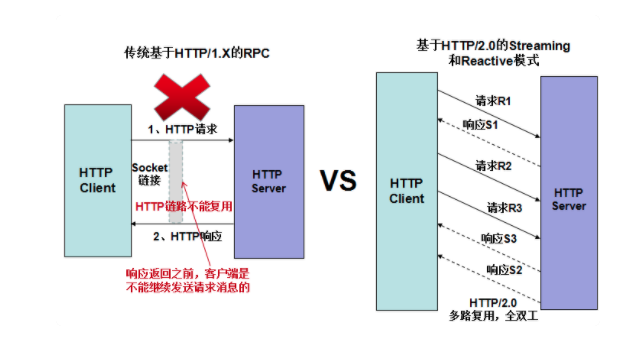 传统基于HTTP/1.X的RPC
HTTP
Client
1、HTTP请求
Socket
链接
HTTP链路不能复用
2、HTTP响应
HTTP
Server
响应返回之前，客户端是
不能继续发送请求消息的
VS
基于HTTP/2.0的Streaming
和Reactive模式
HTTP
Client
请求R1
响应S1
请求R2
请求R3
响应S3
响应S2
HTTP
Server
HTTP/2.0
多路复用，全双工